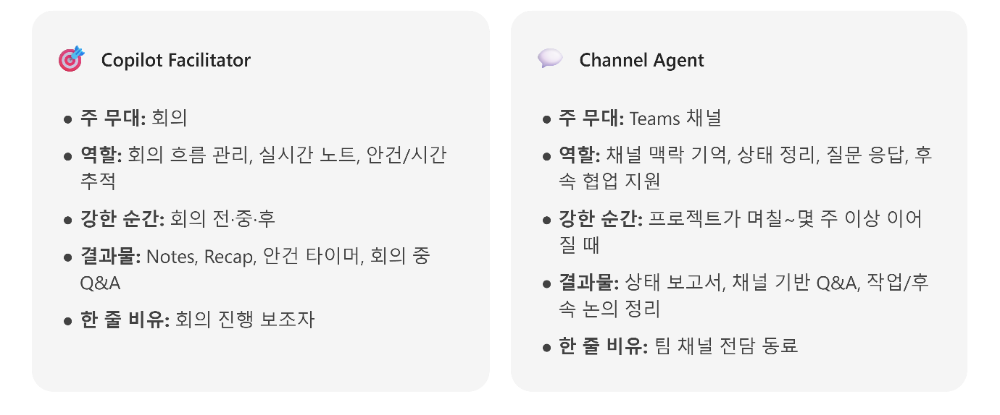 Copilot Facilitator
● 주 무대: 회의
● 역할: 회의 흐름 관리, 실시간 노트, 안건/시간
추적
● 강한 순간: 회의 전·중·후
● 결과물: Notes, Recap, 안건 타이머, 회의 중
Q&A
● 한 줄 비유: 회의 진행 보조자
Channel Agent
● 주 무대: Teams 채널
● 역할: 채널 맥락 기억, 상태 정리, 질문 응답, 후
속 협업 지원
● 강한 순간: 프로젝트가 며칠~몇 주 이상 이어
질 때
● 결과물: 상태 보고서, 채널 기반 Q&A, 작업/후
속 논의 정리
● 한 줄 비유: 팀 채널 전담 동료